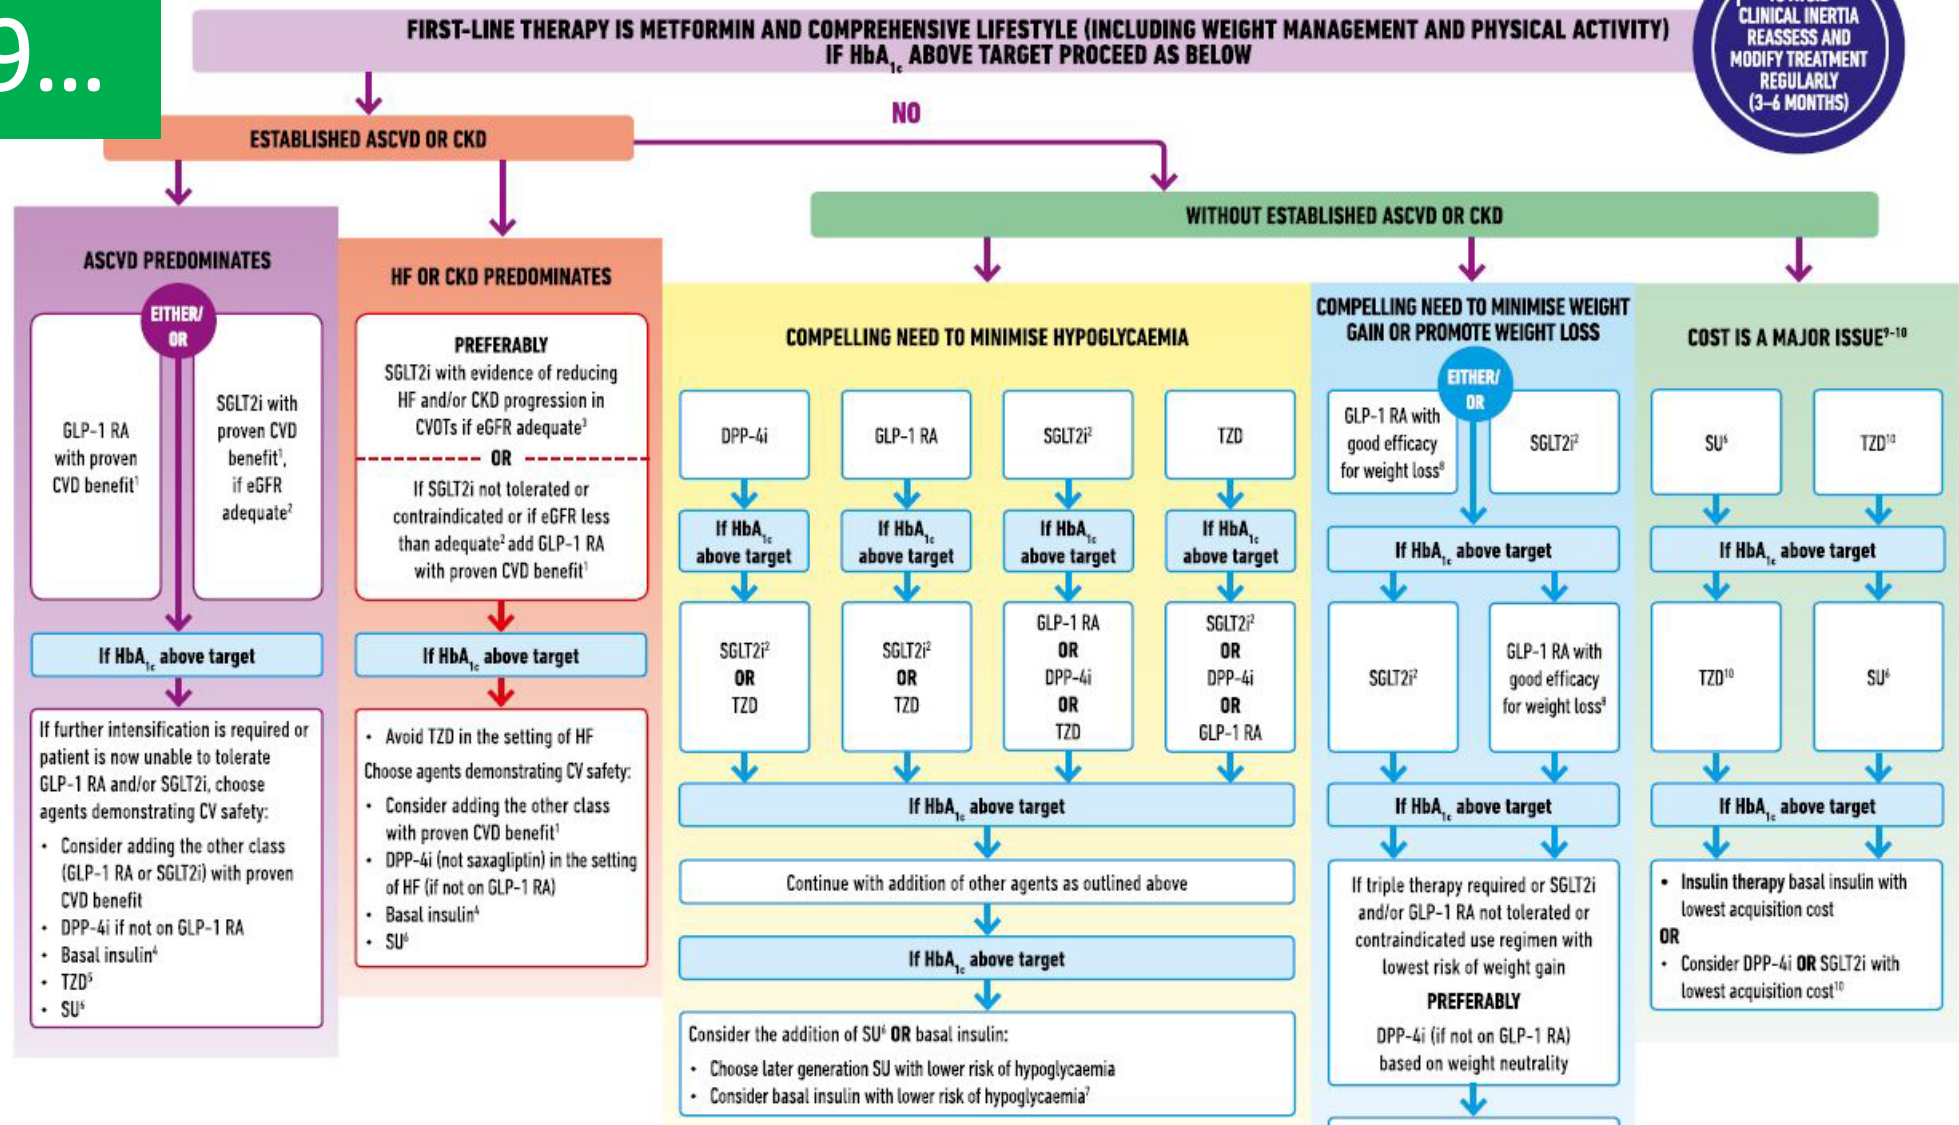 9...
FIRST-LINE THERAPY IS METFORMIN AND COMPREHENSIVE LIFESTYLE (INCLUDING WEIGHT MANAGEMENT AND PHYSICAL ACTIVITY)
IF HbA1c ABOVE TARGET PROCEED AS BELOW
CLINICAL INERTIA
REASSESS AND
MODIFY TREATMENT
REGULARLY
(3–6 MONTHS)
NO
ESTABLISHED ASCVD OR CKD
WITHOUT ESTABLISHED ASCVD OR CKD
ASCVD PREDOMINATES
EITHER/
OR
GLP-1 RA
with proven
CVD benefit¹
SGLT2i with
proven CVD
benefit¹,
if eGFR
adequate²
If HbA1c above target
If further intensification is required or
patient is now unable to tolerate
GLP-1 RA and/or SGLT2i, choose
agents demonstrating CV safety:
• Consider adding the other class
(GLP-1 RA or SGLT2i) with proven
CVD benefit
• DPP-4i if not on GLP-1 RA
• Basal insulin⁴
• TZD⁵
• SU⁶
HF OR CKD PREDOMINATES
PREFERABLY
SGLT2i with evidence of reducing
HF and/or CKD progression in
CVOTs if eGFR adequate³
OR
If SGLT2i not tolerated or
contraindicated or if eGFR less
than adequate² add GLP-1 RA
with proven CVD benefit¹
If HbA1c above target
• Avoid TZD in the setting of HF
Choose agents demonstrating CV safety:
• Consider adding the other class
with proven CVD benefit¹
• DPP-4i (not saxagliptin) in the setting
of HF (if not on GLP-1 RA)
• Basal insulin⁴
• SU⁶
COMPELLING NEED TO MINIMISE HYPOGLYCAEMIA
DPP-4i
If HbA1c
above target
SGLT2i²
OR
TZD
GLP-1 RA
If HbA1c
above target
SGLT2i²
OR
TZD
SGLT2i²
If HbA1c
above target
GLP-1 RA
OR
DPP-4i
OR
TZD
TZD
If HbA1c
above target
SGLT2i²
OR
DPP-4i
OR
GLP-1 RA
If HbA1c above target
Continue with addition of other agents as outlined above
If HbA1c above target
Consider the addition of SU⁶ OR basal insulin:
• Choose later generation SU with lower risk of hypoglycaemia
• Consider basal insulin with lower risk of hypoglycaemia⁷
COMPELLING NEED TO MINIMISE WEIGHT
GAIN OR PROMOTE WEIGHT LOSS
EITHER/
OR
GLP-1 RA with
good efficacy
for weight loss⁸
SGLT2i²
If HbA1c above target
SGLT2i²
GLP-1 RA with
good efficacy
for weight loss⁸
If HbA1c above target
If triple therapy required or SGLT2i
and/or GLP-1 RA not tolerated or
contraindicated use regimen with
lowest risk of weight gain
PREFERABLY
DPP-4i (if not on GLP-1 RA)
based on weight neutrality
COST IS A MAJOR ISSUE⁹⁻¹⁰
SU⁶
TZD¹⁰
If HbA1c above target
TZD¹⁰
SU⁶
If HbA1c above target
• Insulin therapy basal insulin with
lowest acquisition cost
OR
• Consider DPP-4i OR SGLT2i with
lowest acquisition cost¹⁰